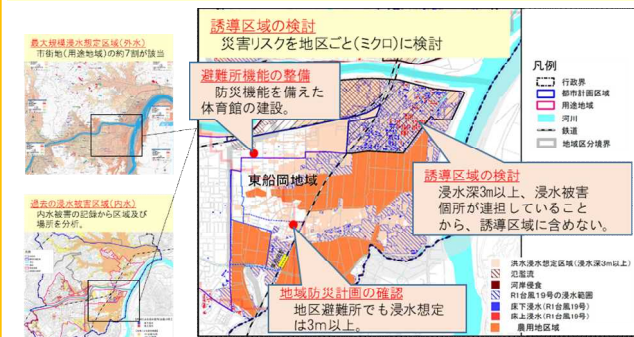 最大規模浸水想定区域(外水)
市街地(用途地域)の約7割が該当
過去の浸水被害区域(内水)
内水被害の記録から区域及び
場所を分析。
誘導区域の検討
災害リスクを地区ごと(ミクロ)に検討
避難所機能の整備
防災機能を備えた
体育館の建設。
東船岡地域
誘導区域の検討
浸水深3m以上、浸水被害
個所が連担していること
から、誘導区域に含めない。
地域防災計画の確認
地区避難所でも浸水想定
は3m以上。
凡例
行政界
都市計画区域
用途地域
河川
鉄道
地域区分境界
洪水浸水想定区域(浸水深3m以上)
氾濫流
河岸侵食
R1台風19号の浸水範囲
床下浸水(R1台風19号)
床上浸水(R1台風19号)
農用地区域